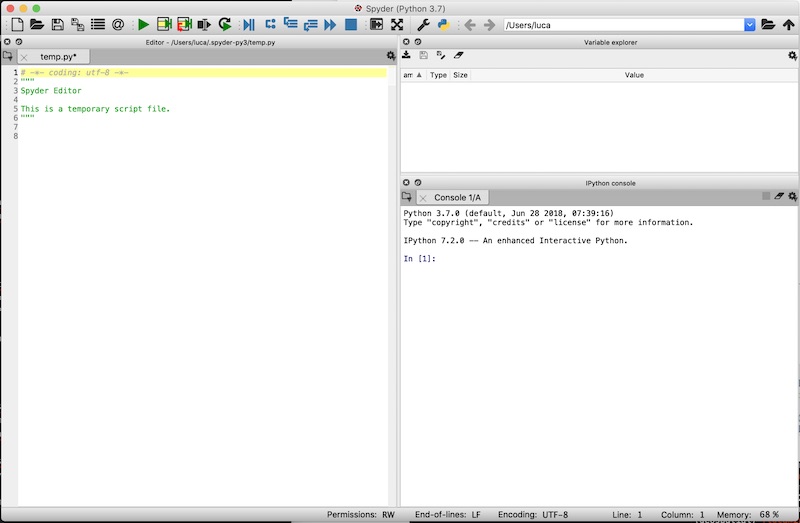 Spyder (Python 3.7)
/Users/luca
Editor - /Users/luca/.spyder-py3/temp.py
temp.py*
1 # -*- coding: utf-8 -*-
2 """
3 Spyder Editor
4
5 This is a temporary script file.
6 """
7
8
Variable explorer
am Type Size Value
IPython console
Console 1/A
Python 3.7.0 (default, Jun 28 2018, 07:39:16)
Type "copyright", "credits" or "license" for more information.
IPython 7.2.0 -- An enhanced Interactive Python.
In [1]:
Permissions: RW End-of-lines: LF Encoding: UTF-8 Line: 1 Column: 1 Memory: 68 %